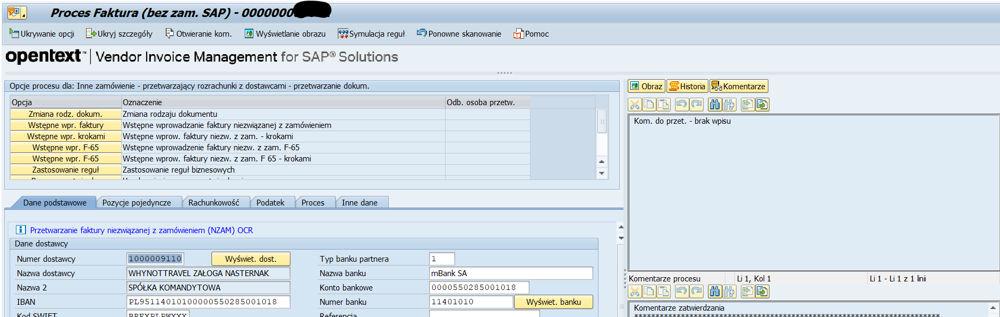 Proces Faktura (bez zam. SAP) - 0000000
Ukrywanie opcji Ukryj szczegóły Otwieranie kom. Wyświetlanie obrazu Symulacja reguł Ponowne skanowanie Pomoc
opentext™ | Vendor Invoice Management for SAP® Solutions
Opcje procesu dla: Inne zamówienie - przetwarzający rozrachunki z dostawcami - przetwarzanie dokum.
Opcja Oznaczenie Odb. osoba przetw.
Zmiana rodz. dokum. Zmiana rodzaju dokumentu
Wstępne wpr. faktury Wstępne wprowadzanie faktury niezwiązanej z zamówieniem
Wstępne wpr. krokami Wstępne wprow. faktury niezw. z zam. - krokami
Wstępne wpr. F-65 Wstępne wprowadzenie faktury niezw. z zam. F-65
Wstępne wpr. F-65 Wstępne wprow. faktury niezw. z zam. F 65 - krokami
Zastosowanie reguł Zastosowanie reguł biznesowych
Dane podstawowe Pozycje pojedyncze Rachunkowość Podatek Proces Inne dane
Przetwarzanie faktury niezwiązanej z zamówieniem (NZAM) OCR
Dane dostawcy
Numer dostawcy 1000009110 Wyświet. dost. Typ banku partnera 1
Nazwa dostawcy WHYNOTTRAVEL ZAŁOGA NASTERNAK Nazwa banku mBank SA
Nazwa 2 SPÓŁKA KOMANDYTOWA Konto bankowe 0000550285001018
IBAN PL95114010100000550285001018 Numer banku 11401010 Wyświet. banku
Kod SWIFT BREXPLPWXXX Referencja
Obraz Historia Komentarze
Kom. do przet. - brak wpisu
Komentarze procesu Li 1, Kol 1 Li 1 - Li 1 z 1 linii
Komentarze zatwierdzania